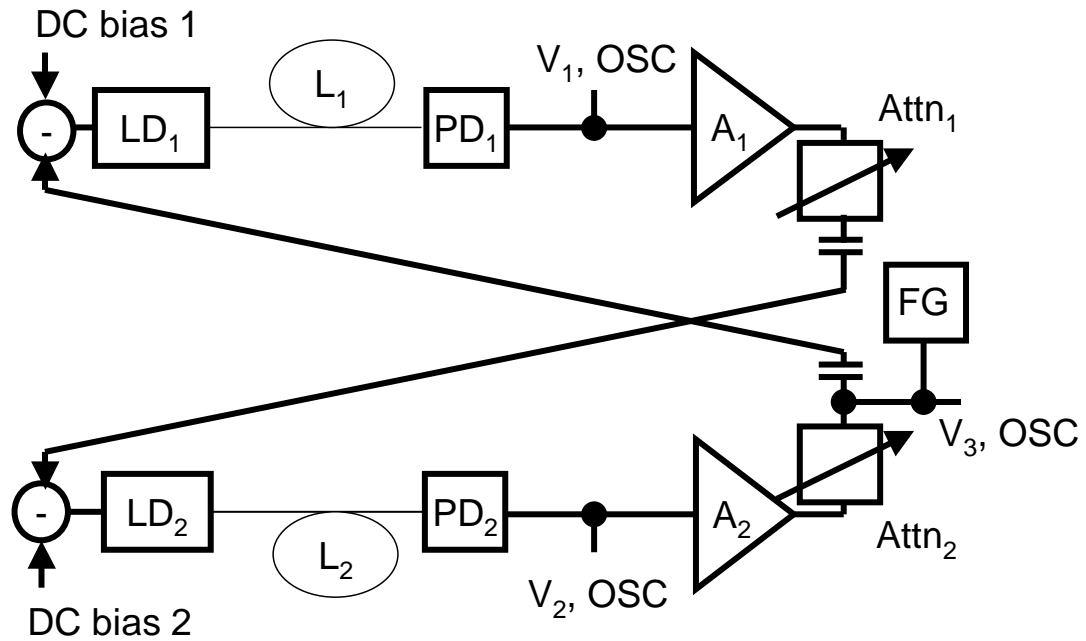 DC bias 1
-
LD1
L1
PD1
V1, OSC
A1
Attn1
FG
V3, OSC
-
LD2
L2
PD2
V2, OSC
A2
Attn2
DC bias 2